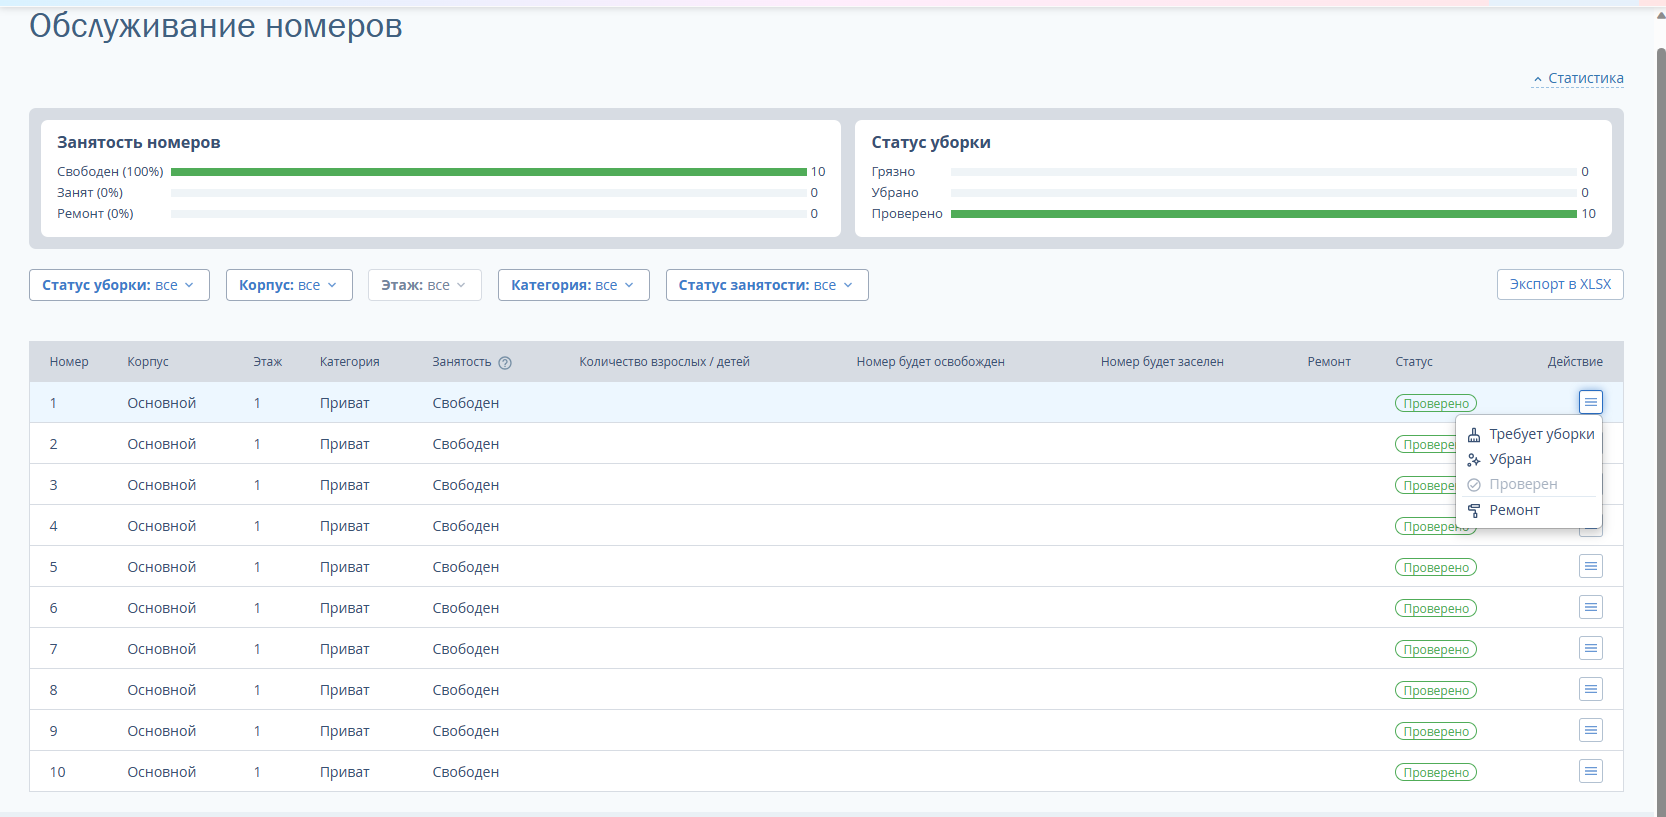 Обслуживание номеров
Статистика
Занятость номеров
Свободен (100%) 10
Занят (0%) 0
Ремонт (0%) 0
Статус уборки
Грязно 0
Убрано 0
Проверено 10
Статус уборки: все Корпус: все Этаж: все Категория: все Статус занятости: все Экспорт в XLSX
Номер Корпус Этаж Категория Занятость ? Количество взрослых / детей Номер будет освобожден Номер будет заселен Ремонт Статус Действие
1 Основной 1 Приват Свободен Проверено
2 Основной 1 Приват Свободен Провере
3 Основной 1 Приват Свободен Провере
4 Основной 1 Приват Свободен Проверено
5 Основной 1 Приват Свободен Проверено
6 Основной 1 Приват Свободен Проверено
7 Основной 1 Приват Свободен Проверено
8 Основной 1 Приват Свободен Проверено
9 Основной 1 Приват Свободен Проверено
10 Основной 1 Приват Свободен Проверено
Требует уборки
Убран
Проверен
Ремонт